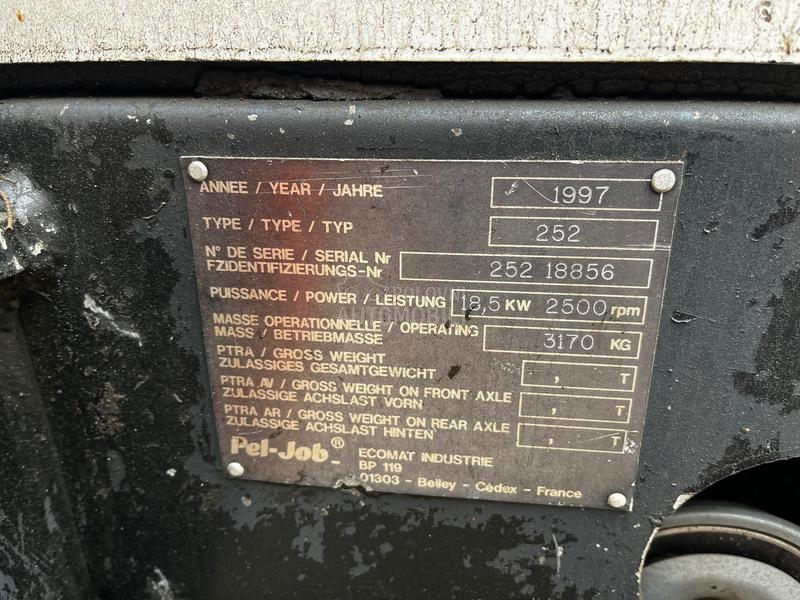 ANNEE / YEAR / JAHRE 1997
TYPE / TYPE / TYP 252
N° DE SERIE / SERIAL Nr
FZIDENTIFIZIERUNGS-Nr 252 18856
PUISSANCE / POWER / LEISTUNG 18,5 KW 2500 rpm
MASSE OPERATIONNELLE / OPERATING
MASS / BETRIEBMASSE 3170 KG
PTRA / GROSS WEIGHT
ZULASSIGES GESAMTGEWICHT , T
PTRA AV / GROSS WEIGHT ON FRONT AXLE
ZULASSIGE ACHSLAST VORN , T
PTRA AR / GROSS WEIGHT ON REAR AXLE
ZULASSIGE ACHSLAST HINTEN , T
Pel-Job®
ECOMAT INDUSTRIE
BP 119
01303 - Belley - Cédex - France